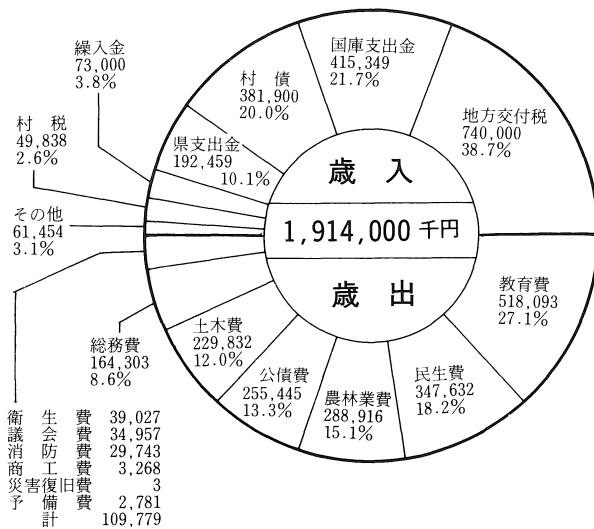 繰入金
73,000
3.8%
村税
49,838
2.6%
その他
61,454
3.1%
県支出金
192,459
10.1%
村債
381,900
20.0%
国庫支出金
415,349
21.7%
地方交付税
740,000
38.7%
歳入
1,914,000 千円
歳出
教育費
518,093
27.1%
民生費
347,632
18.2%
農林業費
288,916
15.1%
公債費
255,445
13.3%
土木費
229,832
12.0%
総務費
164,303
8.6%
衛生費 39,027
議会費 34,957
消防費 29,743
商工費 3,268
災害復旧費 3
予備費 2,781
計 109,779